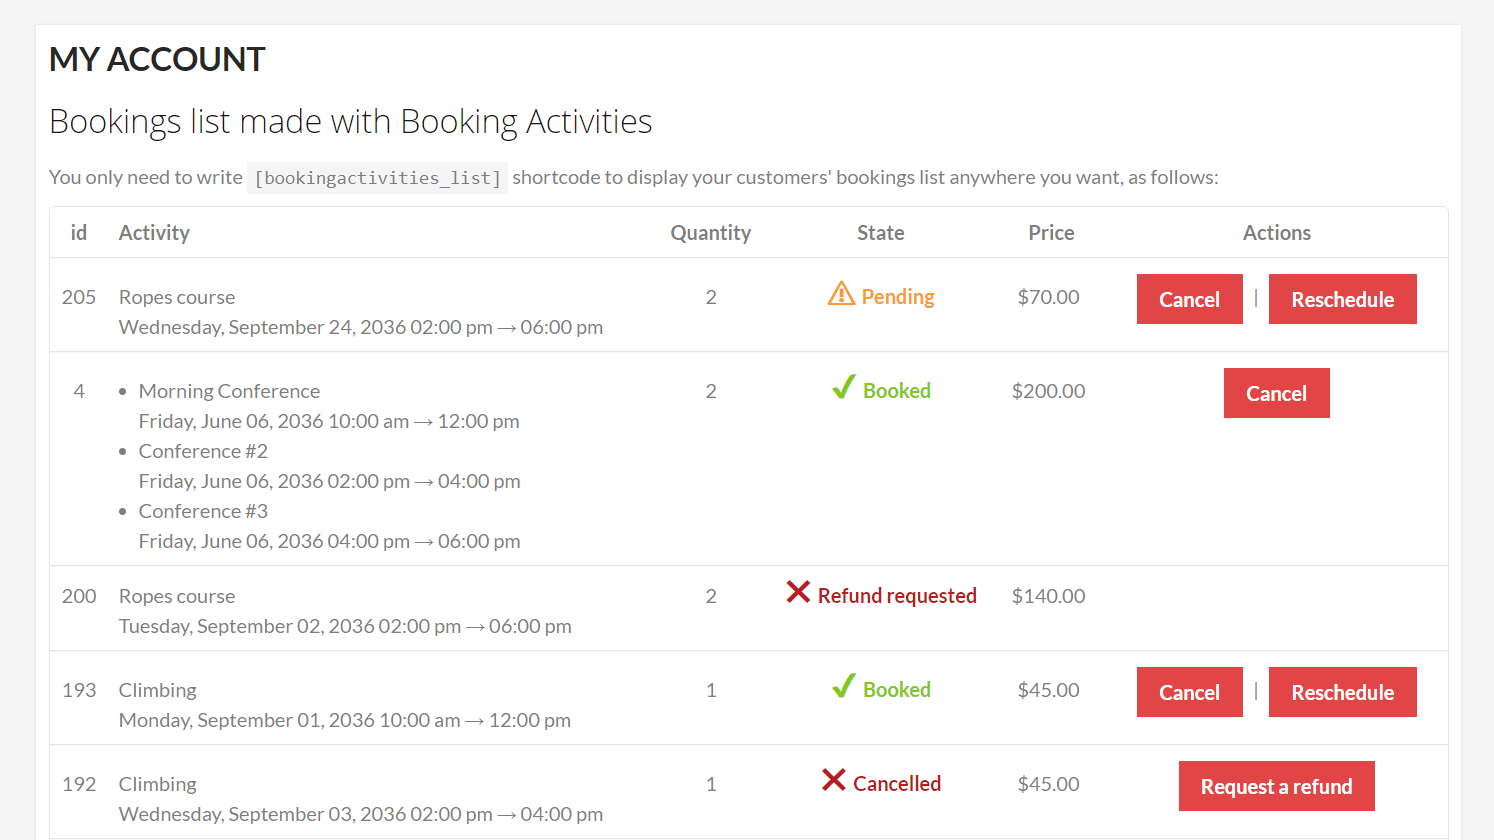 MY ACCOUNT
Bookings list made with Booking Activities
You only need to write [bookingactivities_list] shortcode to display your customers' bookings list anywhere you want, as follows:
id Activity Quantity State Price Actions
205 Ropes course 2 Pending $70.00 Cancel | Reschedule
Wednesday, September 24, 2036 02:00 pm → 06:00 pm
4 • Morning Conference 2 Booked $200.00 Cancel
Friday, June 06, 2036 10:00 am → 12:00 pm
• Conference #2
Friday, June 06, 2036 02:00 pm → 04:00 pm
• Conference #3
Friday, June 06, 2036 04:00 pm → 06:00 pm
200 Ropes course 2 Refund requested $140.00
Tuesday, September 02, 2036 02:00 pm → 06:00 pm
193 Climbing 1 Booked $45.00 Cancel | Reschedule
Monday, September 01, 2036 10:00 am → 12:00 pm
192 Climbing 1 Cancelled $45.00 Request a refund
Wednesday, September 03, 2036 02:00 pm → 04:00 pm